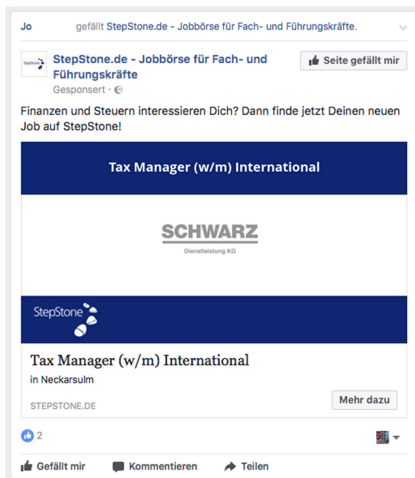 Jo gefällt StepStone.de - Jobbörse für Fach- und Führungskräfte.
StepStone
StepStone.de - Jobbörse für Fach- und
Führungskräfte
Seite gefällt mir
Gesponsert ·
Finanzen und Steuern interessieren Dich? Dann finde jetzt Deinen neuen
Job auf StepStone!
Tax Manager (w/m) International
SCHWARZ
Dienstleistung KG
StepStone
Tax Manager (w/m) International
in Neckarsulm
STEPSTONE.DE
Mehr dazu
2
Gefällt mir Kommentieren Teilen